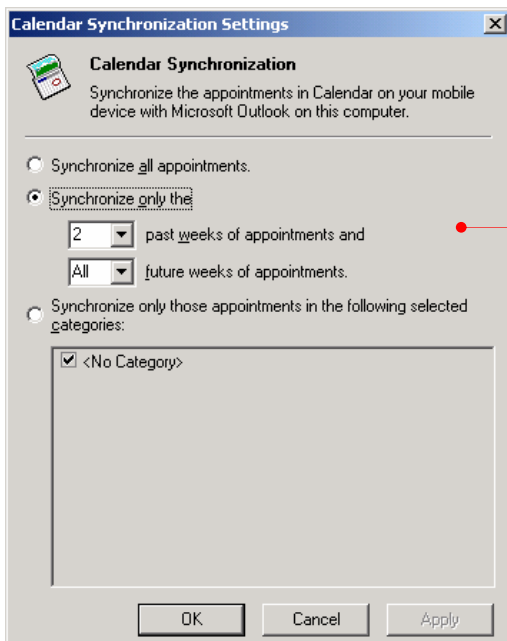 Calendar Synchronization Settings
Calendar Synchronization
Synchronize the appointments in Calendar on your mobile
device with Microsoft Outlook on this computer.
Synchronize all appointments.
Synchronize only the
2 past weeks of appointments and
All future weeks of appointments.
Synchronize only those appointments in the following selected
categories:
<No Category>
OK Cancel Apply